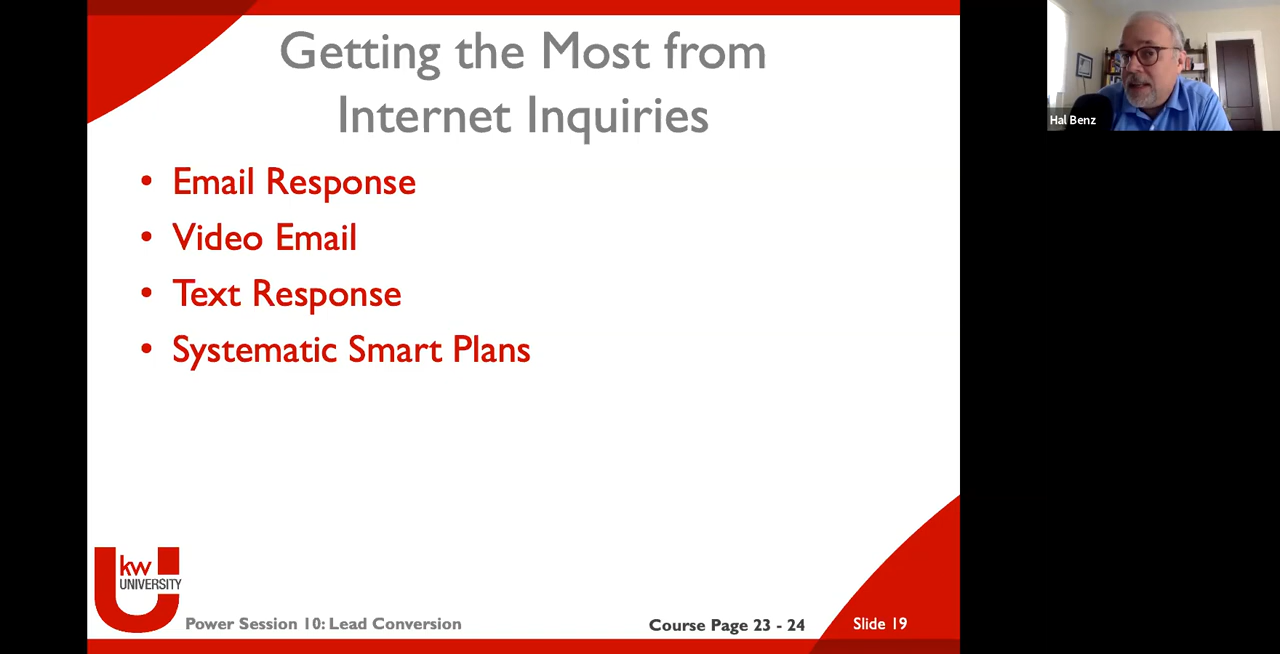 Getting the Most from
Internet Inquiries
• Email Response
• Video Email
• Text Response
• Systematic Smart Plans
kw
UNIVERSITY
Power Session 10: Lead Conversion
Course Page 23 - 24
Slide 19
Hal Benz